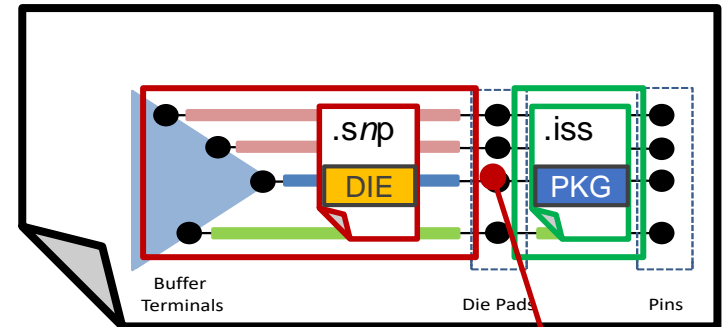 .snp
.iss
DIE
PKG
Buffer
Terminals
Die Pads
Pins